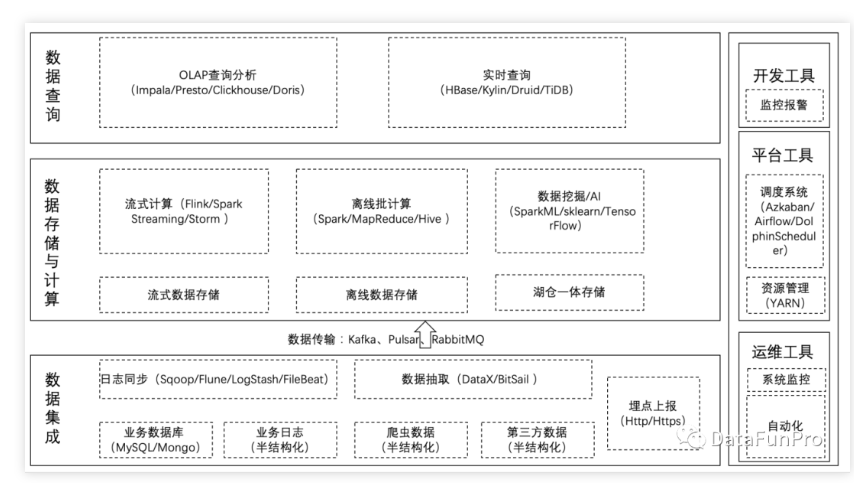 数据查询
OLAP查询分析
（Impala/Presto/Clickhouse/Doris）
实时查询
（HBase/Kylin/Druid/TiDB）
数据存储与计算
流式计算（Flink/Spark
Streaming/Storm ）
离线批计算
（Spark/MapReduce/Hive ）
数据挖掘/AI
（SparkML/sklearn/Tenso
rFlow）
流式数据存储
离线数据存储
湖仓一体存储
数据传输：Kafka、Pulsar、RabbitMQ
数据集成
日志同步（Sqoop/Flune/LogStash/FileBeat）
数据抽取（DataX/BitSail ）
埋点上报
（Http/Https）
业务数据库
（MySQL/Mongo）
业务日志
（半结构化）
爬虫数据
（半结构化）
第三方数据
（半结构化）
开发工具
监控报警
平台工具
调度系统
（Azkaban/
Airflow/Dol
phinSchedul
er）
资源管理
（YARN）
运维工具
系统监控
自动化
DataFunPro